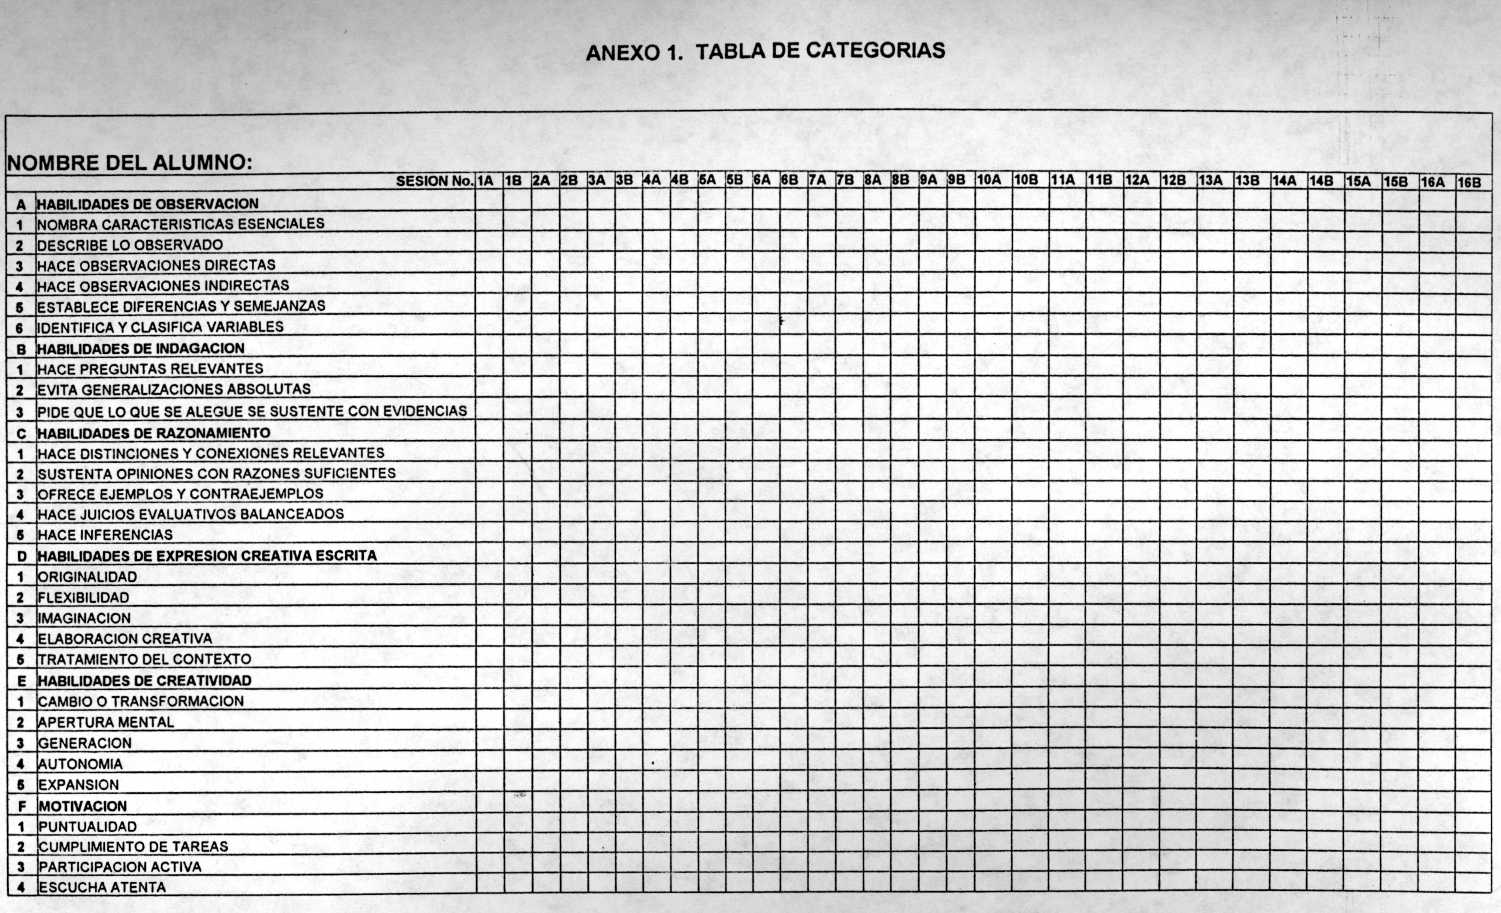 ANEXO 1. TABLA DE CATEGORIAS
NOMBRE DEL ALUMNO:
SESION No. 1A 1B 2A 2B 3A 3B 4A 4B 5A 5B 6A 6B 7A 7B 8A 8B 9A 9B 10A 10B 11A 11B 12A 12B 13A 13B 14A 14B 15A 15B 16A 16B
A HABILIDADES DE OBSERVACION
1 NOMBRA CARACTERISTICAS ESENCIALES
2 DESCRIBE LO OBSERVADO
3 HACE OBSERVACIONES DIRECTAS
4 HACE OBSERVACIONES INDIRECTAS
5 ESTABLECE DIFERENCIAS Y SEMEJANZAS
6 IDENTIFICA Y CLASIFICA VARIABLES
B HABILIDADES DE INDAGACION
1 HACE PREGUNTAS RELEVANTES
2 EVITA GENERALIZACIONES ABSOLUTAS
3 PIDE QUE LO QUE SE ALEGUE SE SUSTENTE CON EVIDENCIAS
C HABILIDADES DE RAZONAMIENTO
1 HACE DISTINCIONES Y CONEXIONES RELEVANTES
2 SUSTENTA OPINIONES CON RAZONES SUFICIENTES
3 OFRECE EJEMPLOS Y CONTRAEJEMPLOS
4 HACE JUICIOS EVALUATIVOS BALANCEADOS
5 HACE INFERENCIAS
D HABILIDADES DE EXPRESION CREATIVA ESCRITA
1 ORIGINALIDAD
2 FLEXIBILIDAD
3 IMAGINACION
4 ELABORACION CREATIVA
5 TRATAMIENTO DEL CONTEXTO
E HABILIDADES DE CREATIVIDAD
1 CAMBIO O TRANSFORMACION
2 APERTURA MENTAL
3 GENERACION
4 AUTONOMIA
5 EXPANSION
F MOTIVACION
1 PUNTUALIDAD
2 CUMPLIMIENTO DE TAREAS
3 PARTICIPACION ACTIVA
4 ESCUCHA ATENTA